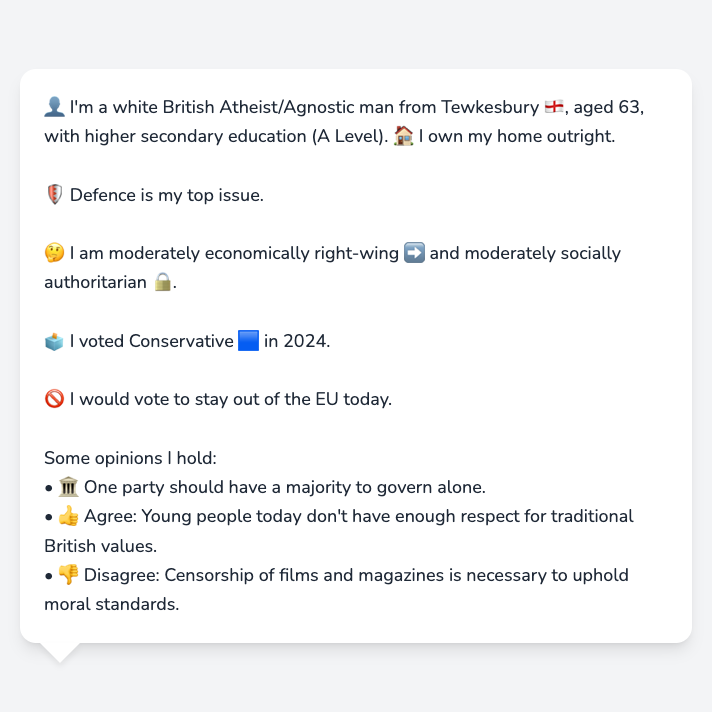 👤 I'm a white British Atheist/Agnostic man from Tewkesbury 🏴󠁧󠁢󠁥󠁮󠁧󠁿, aged 63,
with higher secondary education (A Level). 🏠 I own my home outright.
🛡️ Defence is my top issue.
🤔 I am moderately economically right-wing ➡️ and moderately socially
authoritarian 🔒.
🗳️ I voted Conservative 🟦 in 2024.
🚫 I would vote to stay out of the EU today.
Some opinions I hold:
• 🏛️ One party should have a majority to govern alone.
• 👍 Agree: Young people today don't have enough respect for traditional
British values.
• 👎 Disagree: Censorship of films and magazines is necessary to uphold
moral standards.